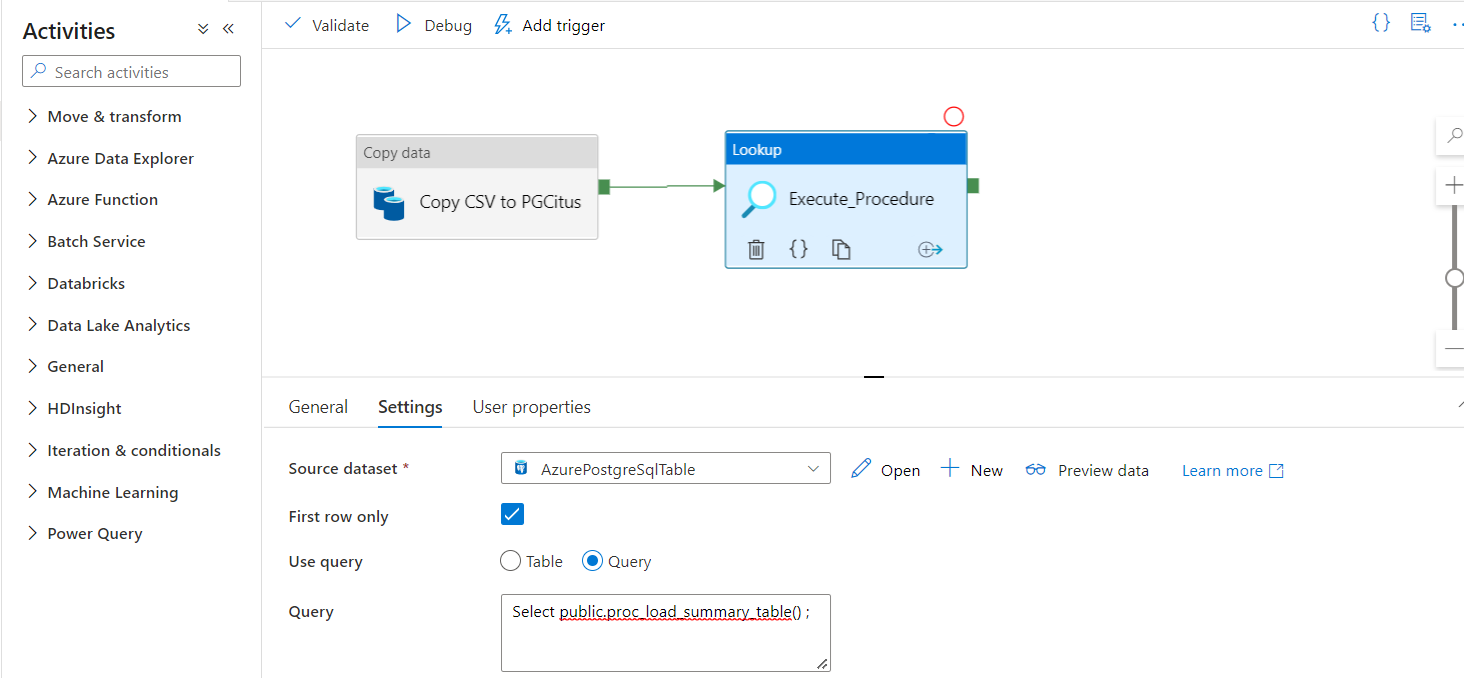 Activities
Search activities
Move & transform
Azure Data Explorer
Azure Function
Batch Service
Databricks
Data Lake Analytics
General
HDInsight
Iteration & conditionals
Machine Learning
Power Query
Validate
Debug
Add trigger
Copy data
Copy CSV to PGCitus
Lookup
Execute_Procedure
General
Settings
User properties
Source dataset *
AzurePostgreSqlTable
Open
New
Preview data
Learn more
First row only
Use query
Table
Query
Query
Select public.proc_load_summary_table() ;